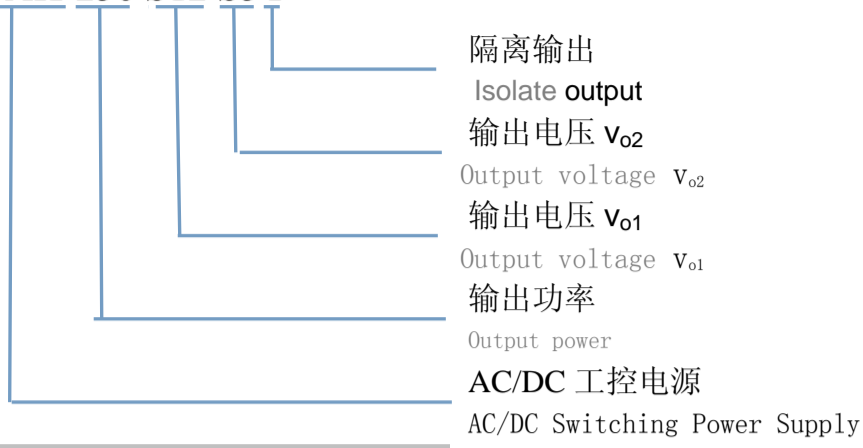 隔离输出
Isolate output
输出电压 vo2
Output voltage vo2
输出电压 vo1
Output voltage vo1
输出功率
Output power
AC/DC 工控电源
AC/DC Switching Power Supply